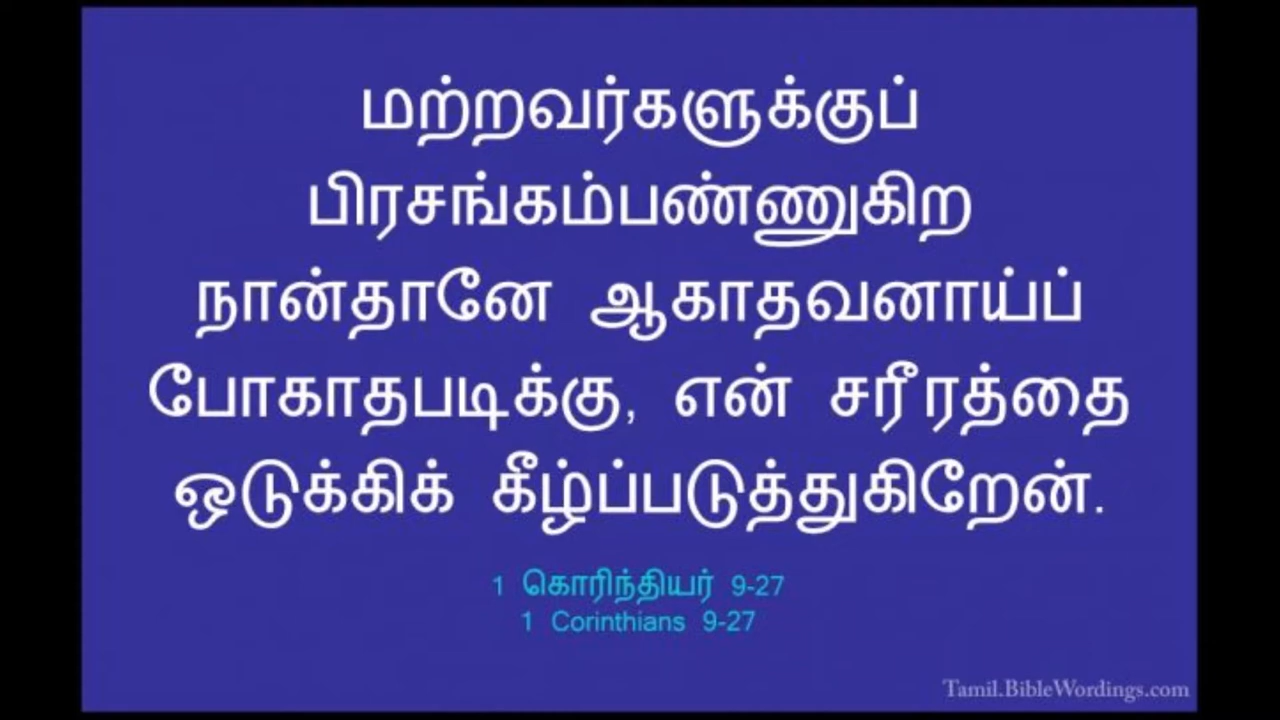 மற்றவர்களுக்குப்
பிரசங்கம்பண்ணுகிற
நான்தானே ஆகாதவனாய்ப்
போகாதபடிக்கு, என் சரீரத்தை
ஒடுக்கிக் கீழ்ப்படுத்துகிறேன்.
1 கொரிந்தியர் 9-27
1 Corinthians 9-27
Tamil.BibleWordings.com